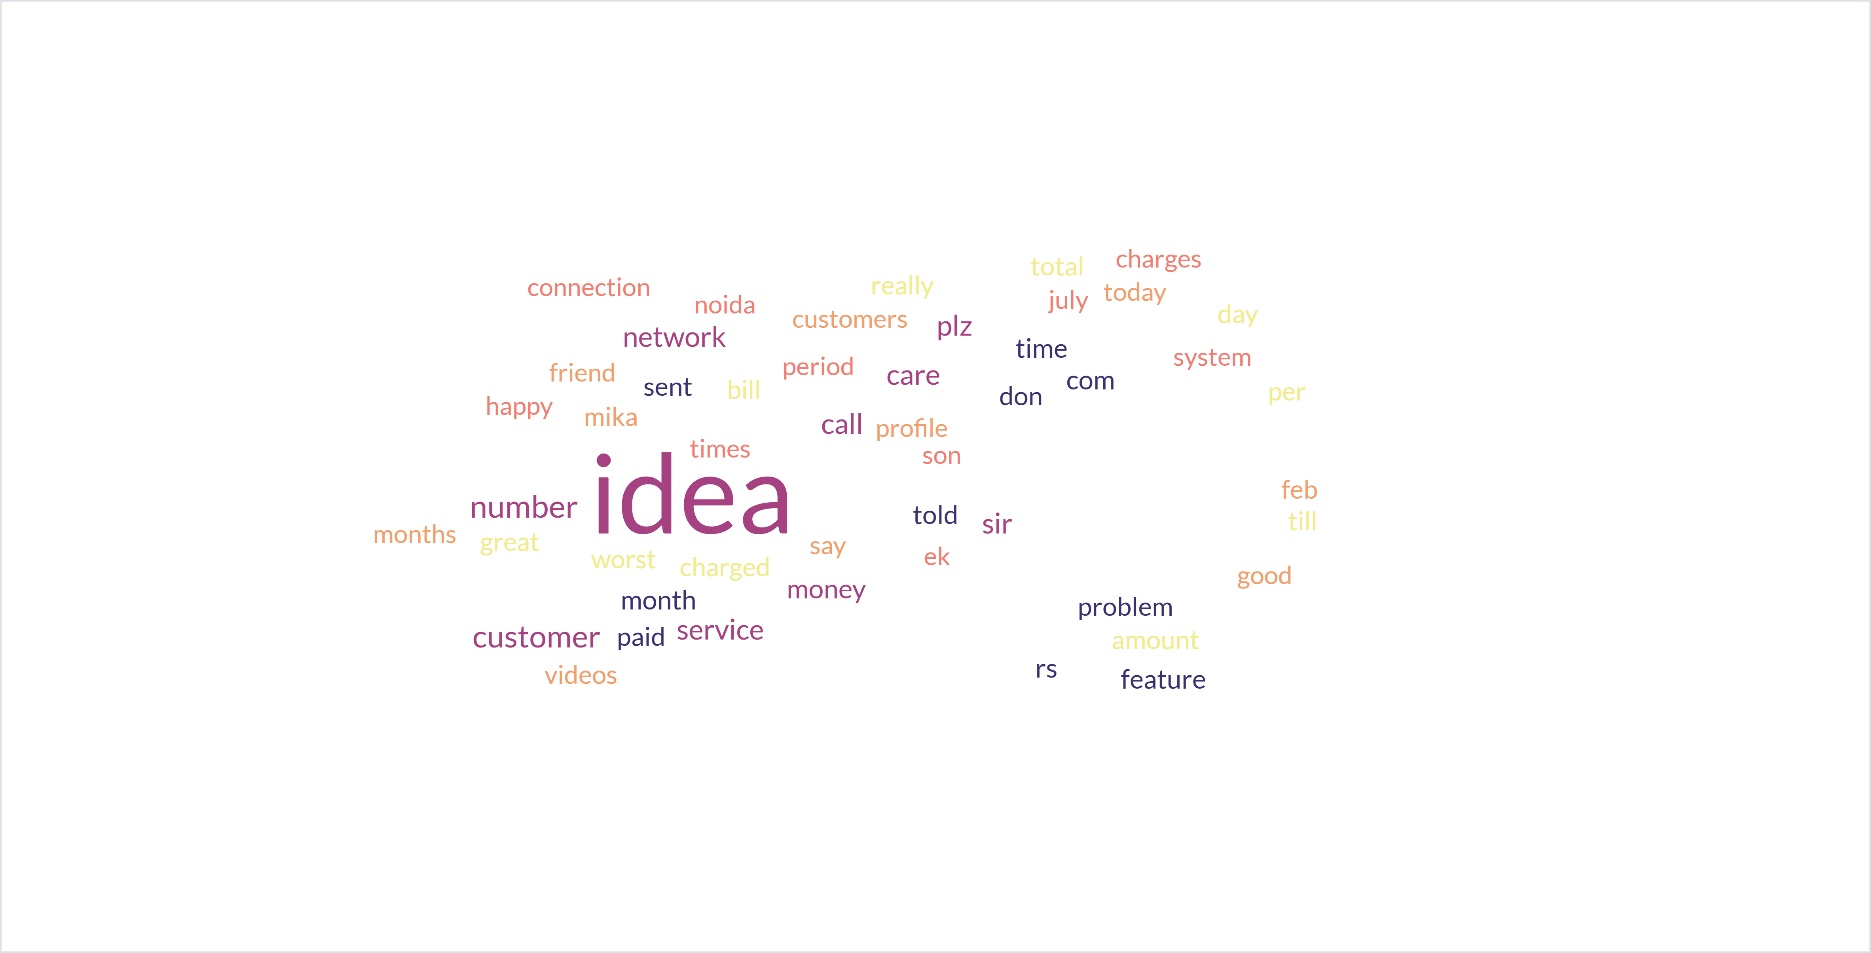 charges
total
connection
really
today
july
noida
day
customers
plz
network
time
system
period
friend
care
com
sent
bill
per
don
happy
mika
call
profile
times
son
feb
idea
number
told
till
sir
months
great
say
ek
worst
charged
good
money
month
problem
service
customer
paid
amount
rs
videos
feature